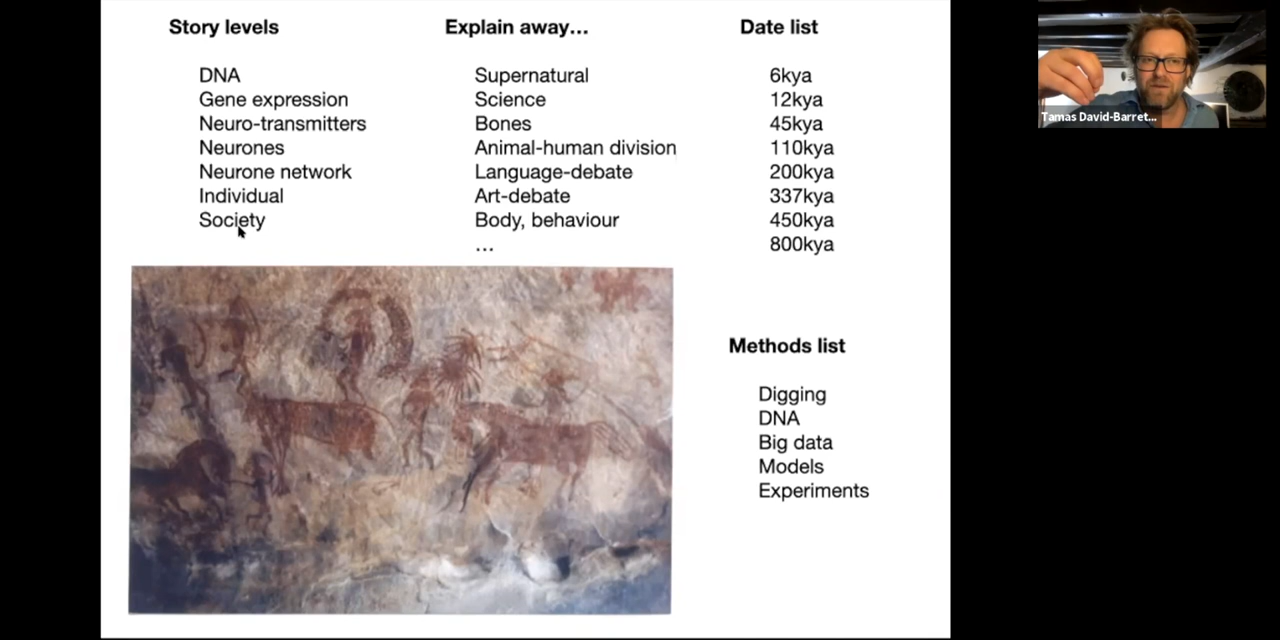 Story levels
DNA
Gene expression
Neuro-transmitters
Neurones
Neurone network
Individual
Society
Explain away…
Supernatural
Science
Bones
Animal-human division
Language-debate
Art-debate
Body, behaviour
…
Date list
6kya
12kya
45kya
110kya
200kya
337kya
450kya
800kya
Methods list
Digging
DNA
Big data
Models
Experiments
Tamas David-Barret...